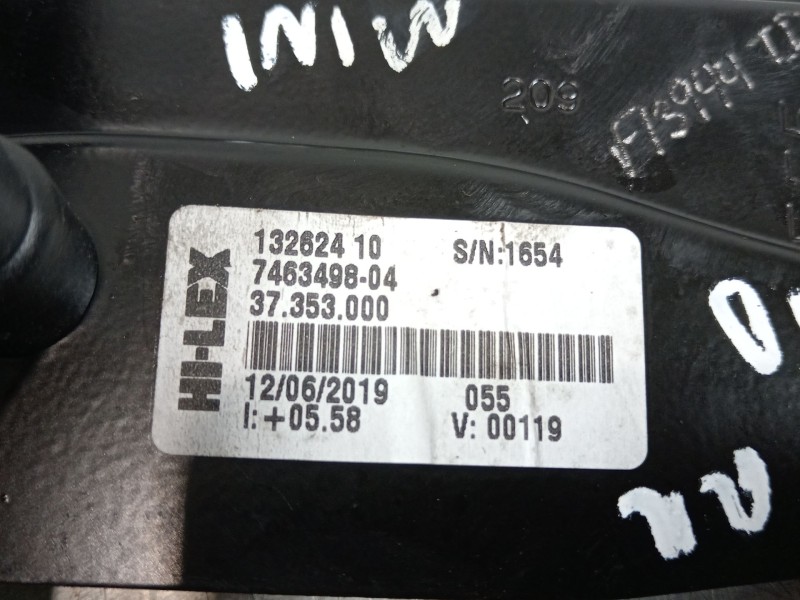 MINI
209
HI-LEX
132624 10 S/N:1654
7463498-04
37.353.000
12/06/2019 055
I: +05.58 V: 00119